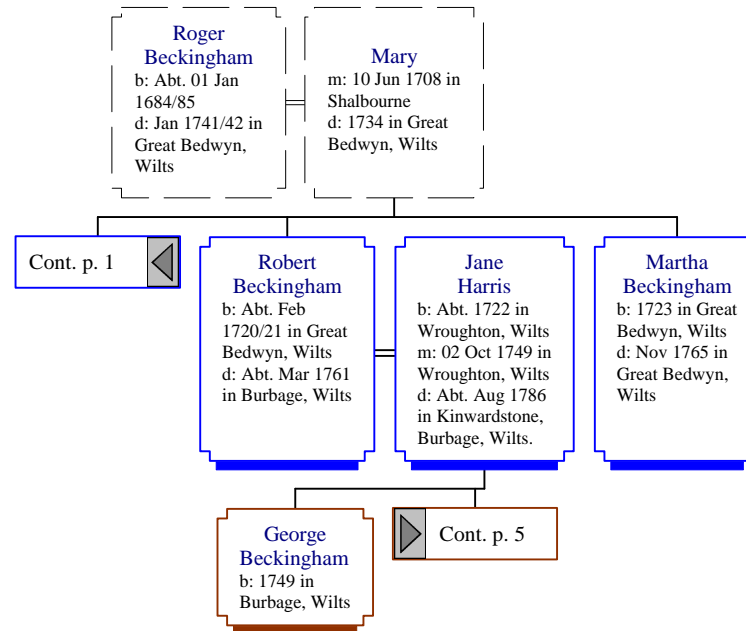 Roger
Beckingham
b: Abt. 01 Jan
1684/85
d: Jan 1741/42 in
Great Bedwyn,
Wilts
Mary
m: 10 Jun 1708 in
Shalbourne
d: 1734 in Great
Bedwyn, Wilts
Cont. p. 1
Robert
Beckingham
b: Abt. Feb
1720/21 in Great
Bedwyn, Wilts
d: Abt. Mar 1761
in Burbage, Wilts
Jane
Harris
b: Abt. 1722 in
Wroughton, Wilts
m: 02 Oct 1749 in
Wroughton, Wilts
d: Abt. Aug 1786
in Kinwardstone,
Burbage, Wilts.
Martha
Beckingham
b: 1723 in Great
Bedwyn, Wilts
d: Nov 1765 in
Great Bedwyn,
Wilts
George
Beckingham
b: 1749 in
Burbage, Wilts
Cont. p. 5